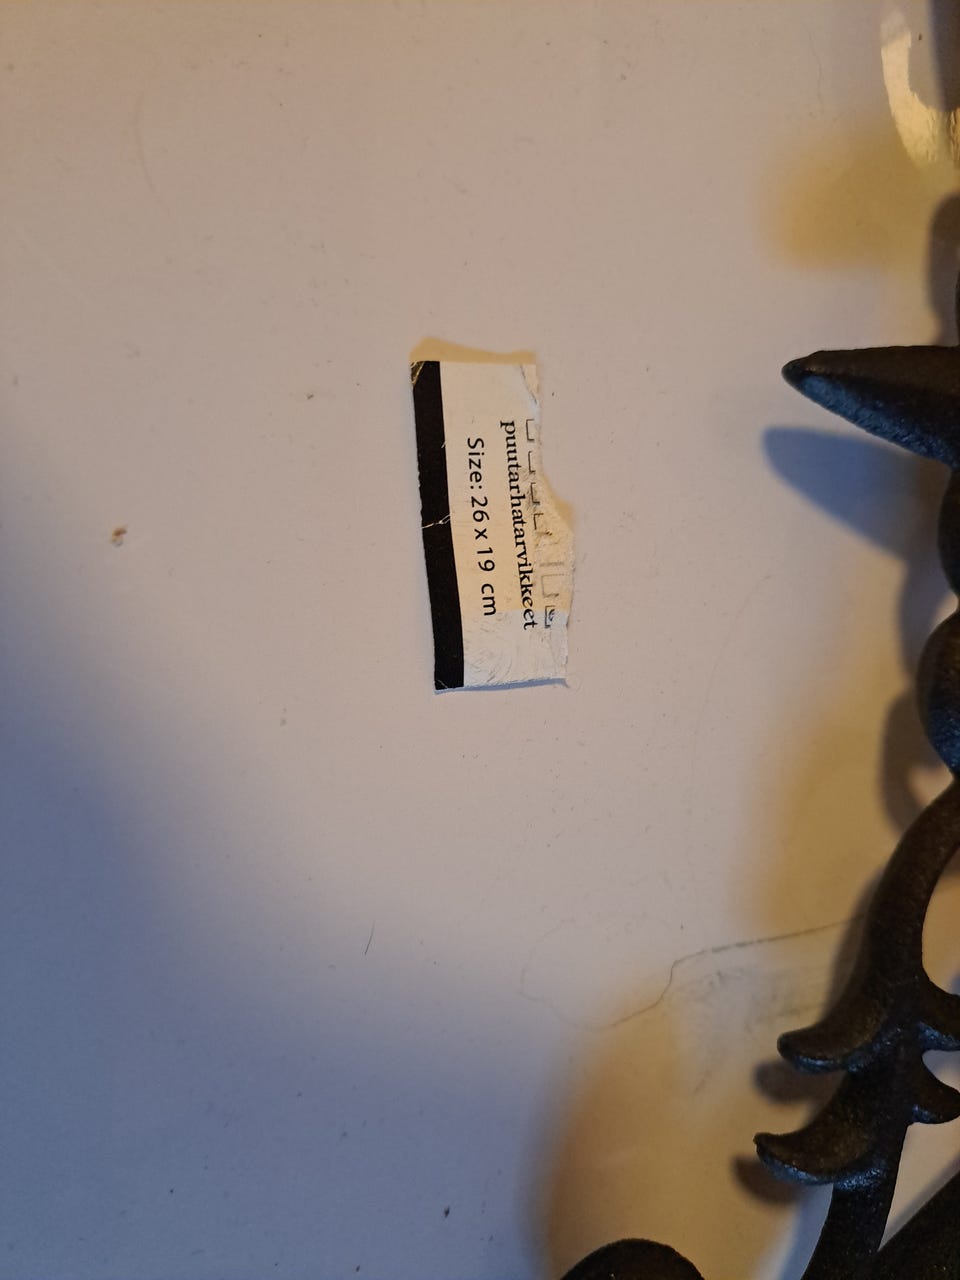 puutarhatarvikkeet
Size: 26 x 19 cm